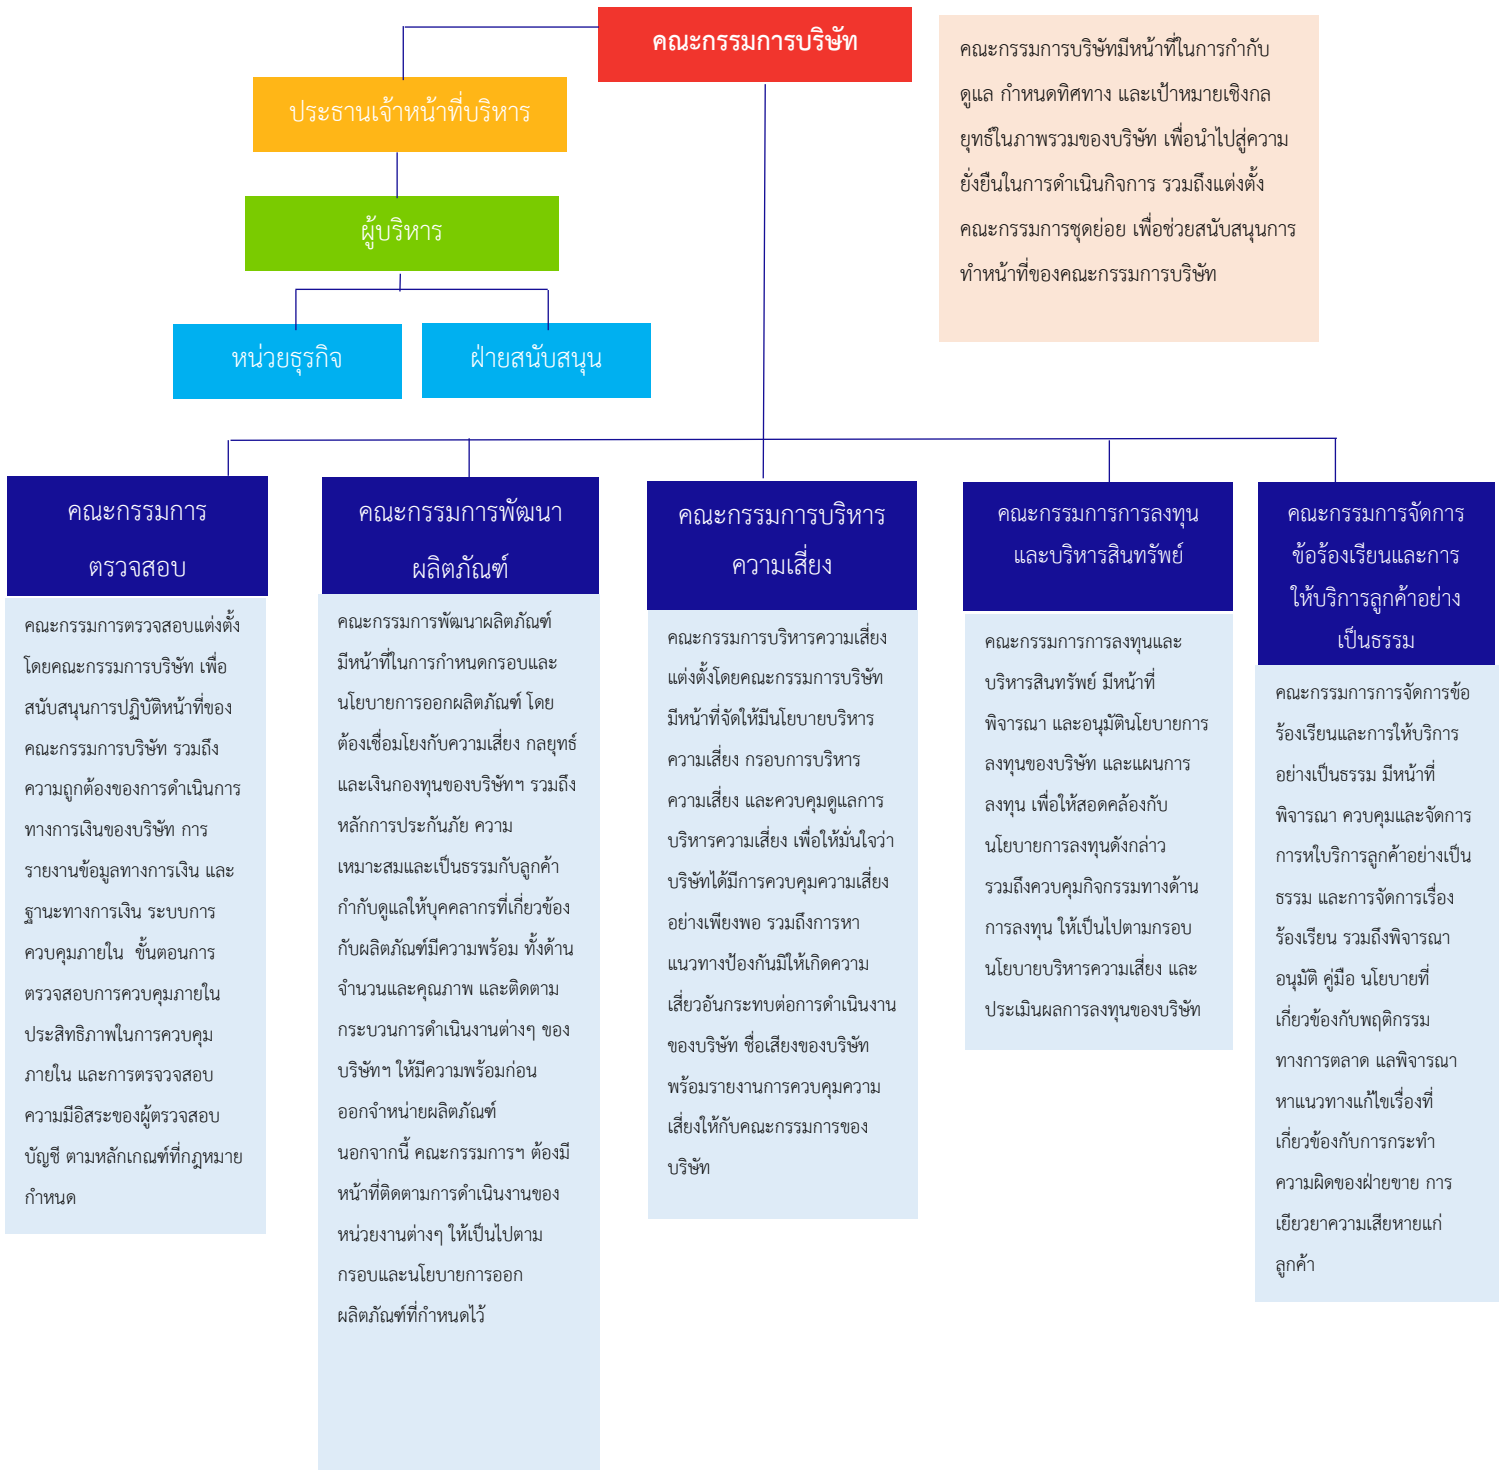 คณะกรรมการบริษัท
คณะกรรมการบริษัทมีหน้าที่ในการกำกับ
ดูแล กำหนดทิศทาง และเป้าหมายเชิงกล
ยุทธ์ในภาพรวมของบริษัท เพื่อนำไปสู่ความ
ยั่งยืนในการดำเนินกิจการ รวมถึงแต่งตั้ง
คณะกรรมการชุดย่อย เพื่อช่วยสนับสนุนการ
ทำหน้าที่ของคณะกรรมการบริษัท
ประธานเจ้าหน้าที่บริหาร
ผู้บริหาร
หน่วยธุรกิจ
ฝ่ายสนับสนุน
คณะกรรมการ
ตรวจสอบ
คณะกรรมการตรวจสอบแต่งตั้ง
โดยคณะกรรมการบริษัท เพื่อ
สนับสนุนการปฏิบัติหน้าที่ของ
คณะกรรมการบริษัท รวมถึง
ความถูกต้องของการดำเนินการ
ทางการเงินของบริษัท การ
รายงานข้อมูลทางการเงิน และ
ฐานะทางการเงิน ระบบการ
ควบคุมภายใน ขั้นตอนการ
ตรวจสอบการควบคุมภายใน
ประสิทธิภาพในการควบคุม
ภายใน และการตรจวจสอบ
ความมีอิสระของผู้ตรวจสอบ
บัญชี ตามหลักเกณฑ์ที่กฎหมาย
กำหนด
คณะกรรมการพัฒนา
ผลิตภัณฑ์
คณะกรรมการพัฒนาผลิตภัณฑ์
มีหน้าที่ในการกำหนดกรอบและ
นโยบายการออกผลิตภัณฑ์ โดย
ต้องเชื่อมโยงกับความเสี่ยง กลยุทธ์
และเงินกองทุนของบริษัทฯ รวมถึง
หลักการประกันภัย ความ
เหมาะสมและเป็นธรรมกับลูกค้า
กำกับดูแลให้บุคคลากรที่เกี่ยวข้อง
กับผลิตภัณฑ์มีความพร้อม ทั้งด้าน
จำนวนและคุณภาพ และติดตาม
กระบวนการดำเนินงานต่างๆ ของ
บริษัทฯ ให้มีความพร้อมก่อน
ออกจำหน่ายผลิตภัณฑ์
นอกจากนี้ คณะกรรมการฯ ต้องมี
หน้าที่ติดตามการดำเนินงานของ
หน่วยงานต่างๆ ให้เป็นไปตาม
กรอบและนโยบายการออก
ผลิตภัณฑ์ที่กำหนดไว้
คณะกรรมการบริหาร
ความเสี่ยง
คณะกรรมการบริหารความเสี่ยง
แต่งตั้งโดยคณะกรรมการบริษัท
มีหน้าที่จัดให้มีนโยบายบริหาร
ความเสี่ยง กรอบการบริหาร
ความเสี่ยง และควบคุมดูแลการ
บริหารความเสี่ยง เพื่อให้มั่นใจว่า
บริษัทได้มีการควบคุมความเสี่ยง
อย่างเพียงพอ รวมถึงการหา
แนวทางป้องกันมิให้เกิดความ
เสี่ยวอันกระทบต่อการดำเนินงาน
ของบริษัท ชื่อเสียงของบริษัท
พร้อมรายงานการควบคุมความ
เสี่ยงให้กับคณะกรรมการของ
บริษัท
คณะกรรมการการลงทุน
และบริหารสินทรัพย์
คณะกรรมการการลงทุนและ
บริหารสินทรัพย์ มีหน้าที่
พิจารณา และอนุมัตินโยบายการ
ลงทุนของบริษัท และแผนการ
ลงทุน เพื่อให้สอดคล้องกับ
นโยบายการลงทุนดังกล่าว
รวมถึงควบคุมกิจกรรมทางด้าน
การลงทุน ให้เป็นไปตามกรอบ
นโยบายบริหารความเสี่ยง และ
ประเมินผลการลงทุนของบริษัท
คณะกรรมการจัดการ
ข้อร้องเรียนและการ
ให้บริการลูกค้าอย่าง
เป็นธรรม
คณะกรรมการการจัดการข้อ
ร้องเรียนและการให้บริการ
อย่างเป็นธรรม มีหน้าที่
พิจารณา ควบคุมและจัดการ
การหใบริการลูกค้าอย่างเป็น
ธรรม และการจัดการเรื่อง
ร้องเรียน รวมถึงพิจารณา
อนุมัติ คู่มือ นโยบายที่
เกี่ยวข้องกับพฤติกรรม
ทางการตลาด แลพิจารณา
หาแนวทางแก้ไขเรื่องที่
เกี่ยวข้องกับการกระทำ
ความผิดของฝ่ายขาย การ
เยียวยาความเสียหายแก่
ลูกค้า